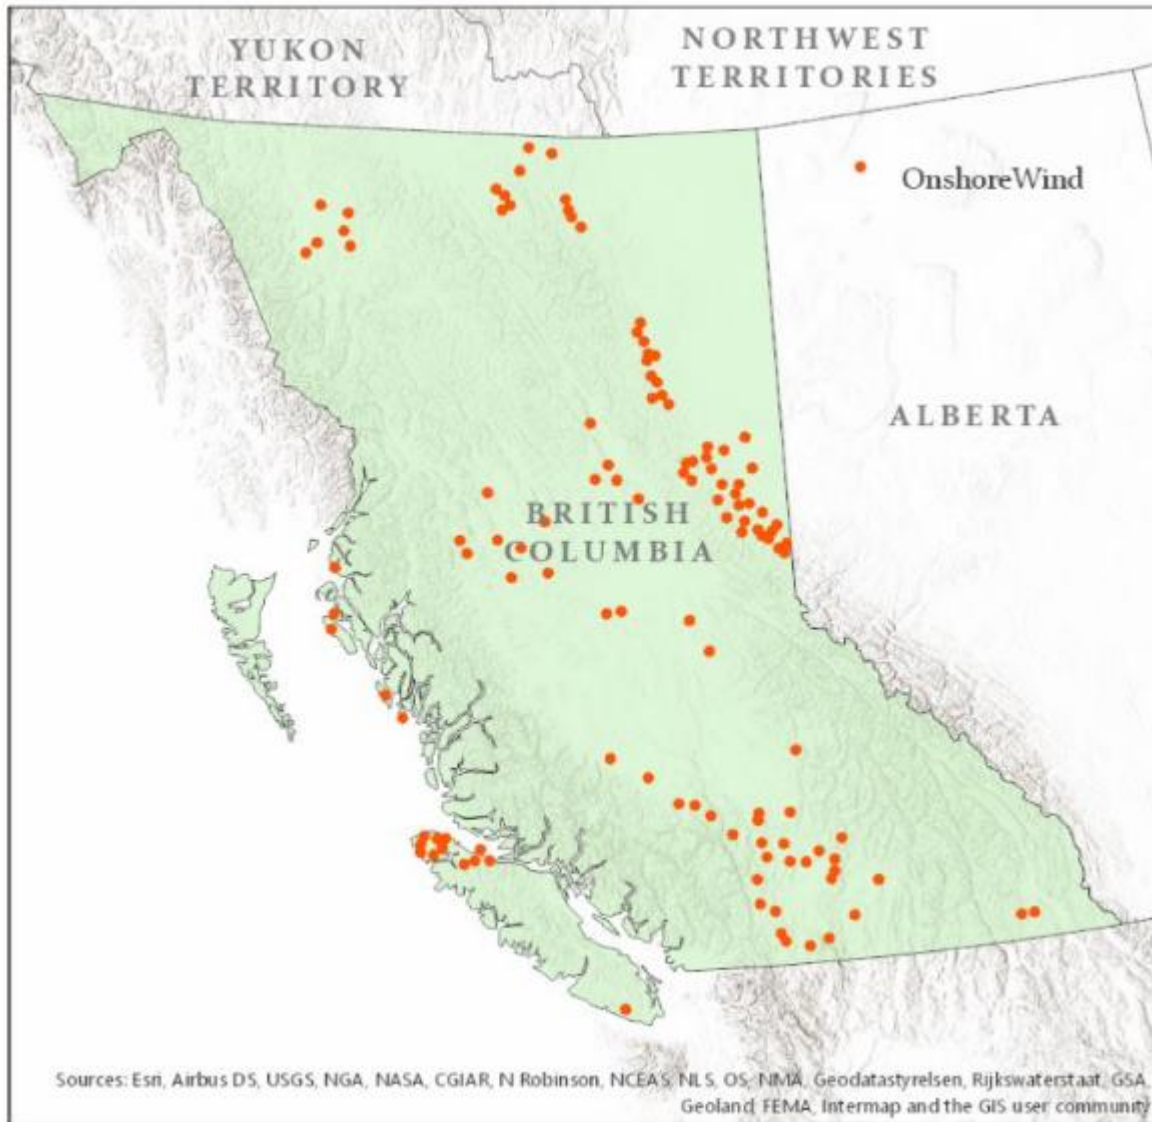 YUKON
TERRITORY
NORTHWEST
TERRITORIES
OnshoreWind
ALBERTA
BRITISH
COLUMBIA
Sources: Esri, Airbus DS, USGS, NGA, NASA, CGIAR, N Robinson, NCEAS, NLS, OS, NMA, Geodatastyrelsen, Rijkswaterstaat, GSA,
Geoland, FEMA, Intermap and the GIS user community